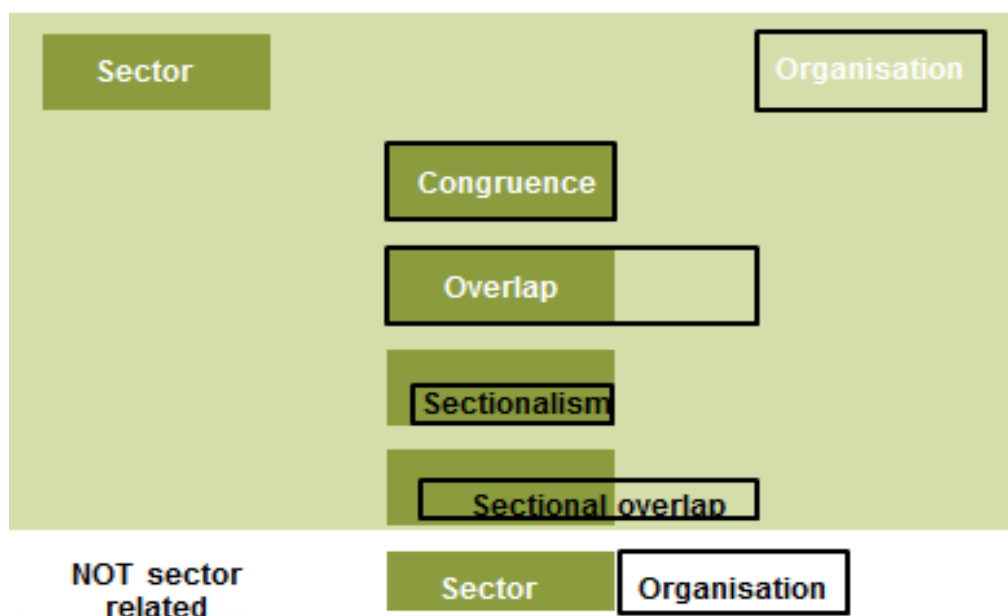 Sector
Organisation
Congruence
Overlap
Sectionalism
Sectional overlap
NOT sector
related
Sector
Organisation